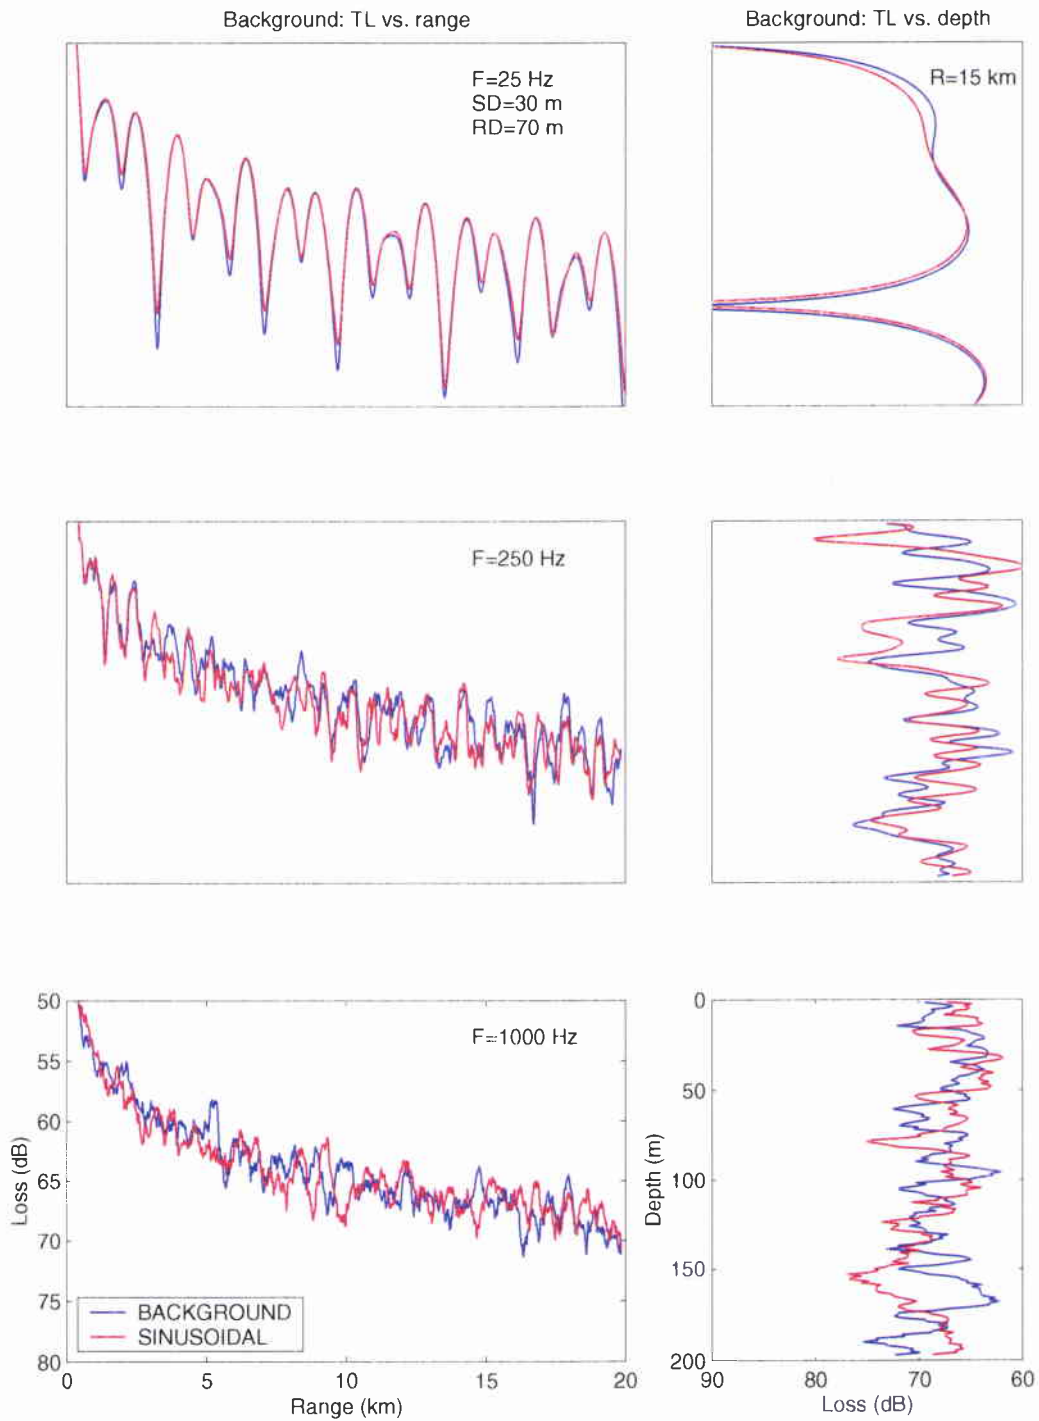 Background: TL vs. range
Background: TL vs. depth
F=25 Hz
SD=30 m
RD=70 m
R=15 km
F=250 Hz
F=1000 Hz
50
55
60
65
70
75
80
Loss (dB)
BACKGROUND
SINUSOIDAL
0
5
10
15
20
Range (km)
0
50
100
150
200
Depth (m)
90
80
70
60
Loss (dB)